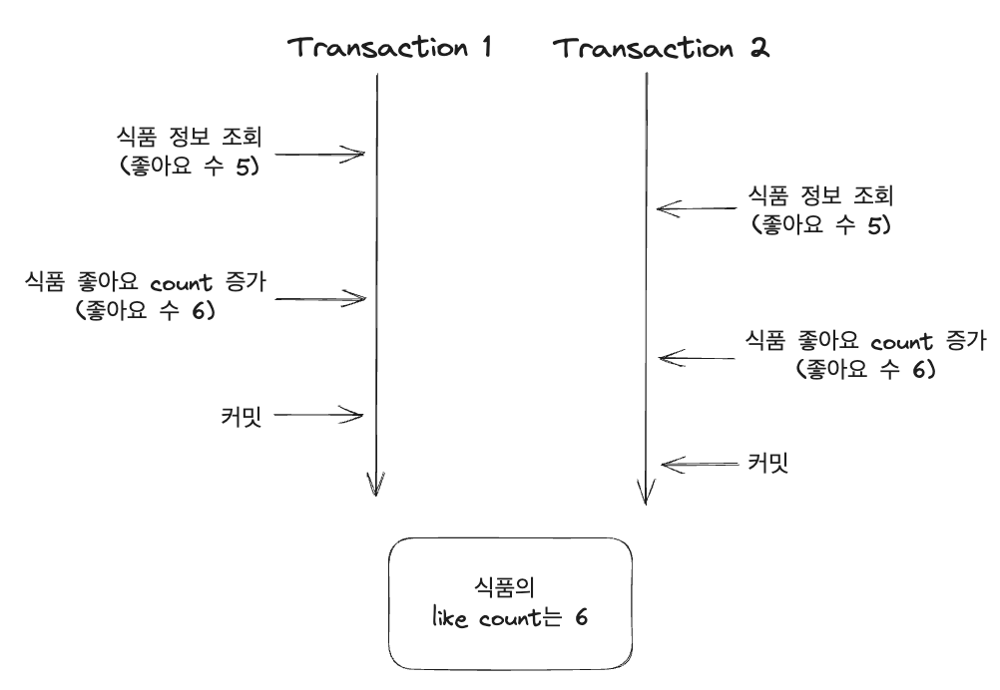 Transaction 1
Transaction 2
식품 정보 조회
(좋아요 수 5)
식품 정보 조회
(좋아요 수 5)
식품 좋아요 count 증가
(좋아요 수 6)
식품 좋아요 count 증가
(좋아요 수 6)
커밋
커밋
식품의
like count는 6